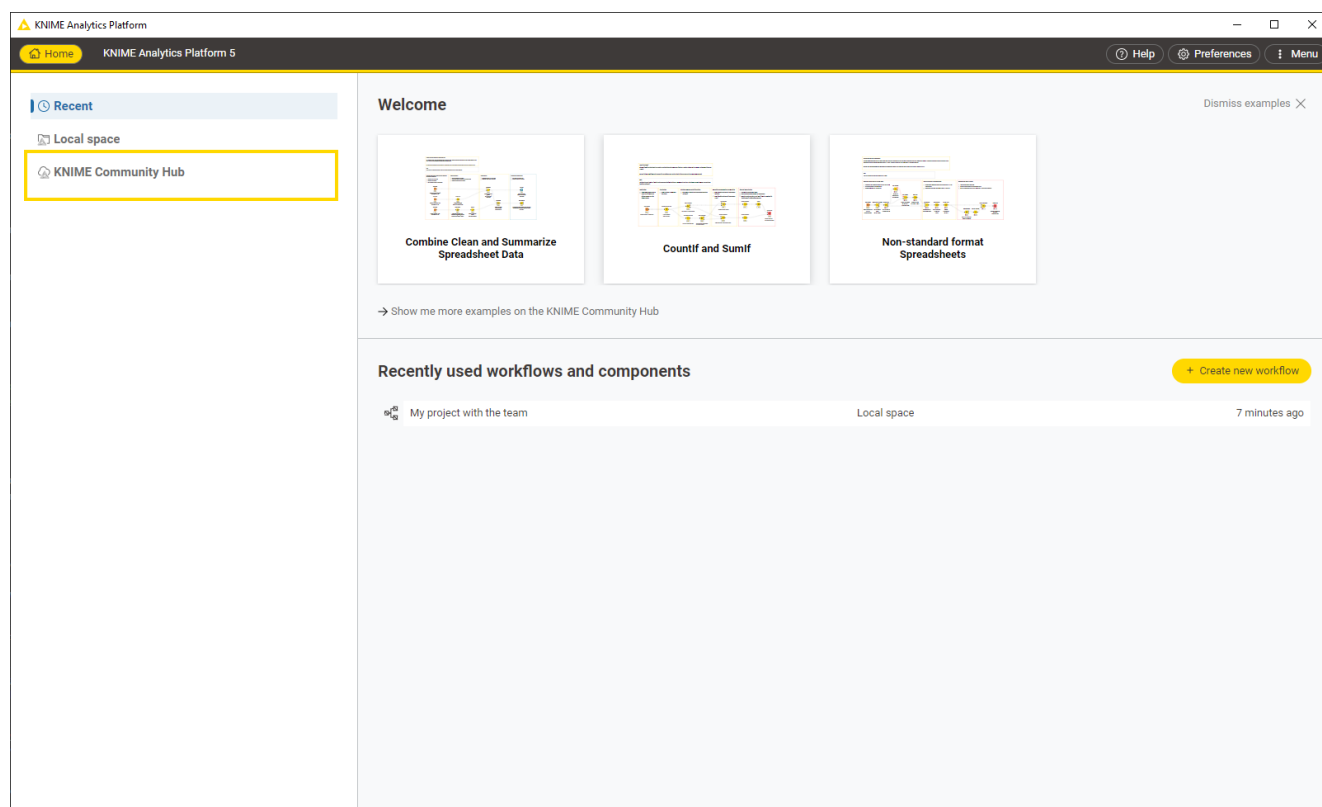 KNIME Analytics Platform
Home
KNIME Analytics Platform 5
Help
Preferences
Menu
Recent
Local space
KNIME Community Hub
Welcome
Dismiss examples
Combine Clean and Summarize
Spreadsheet Data
CountIf and SumIf
Non-standard format
Spreadsheets
Show me more examples on the KNIME Community Hub
Recently used workflows and components
+ Create new workflow
My project with the team
Local space
7 minutes ago